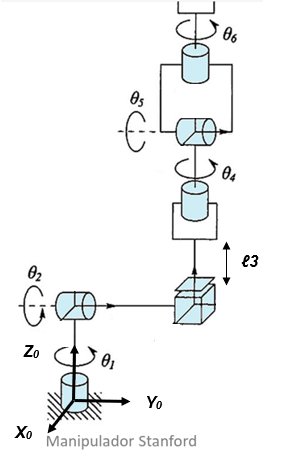 θ6
θ5
θ4
ℓ3
θ2
Z0
θ1
Y0
X0
Manipulador Stanford